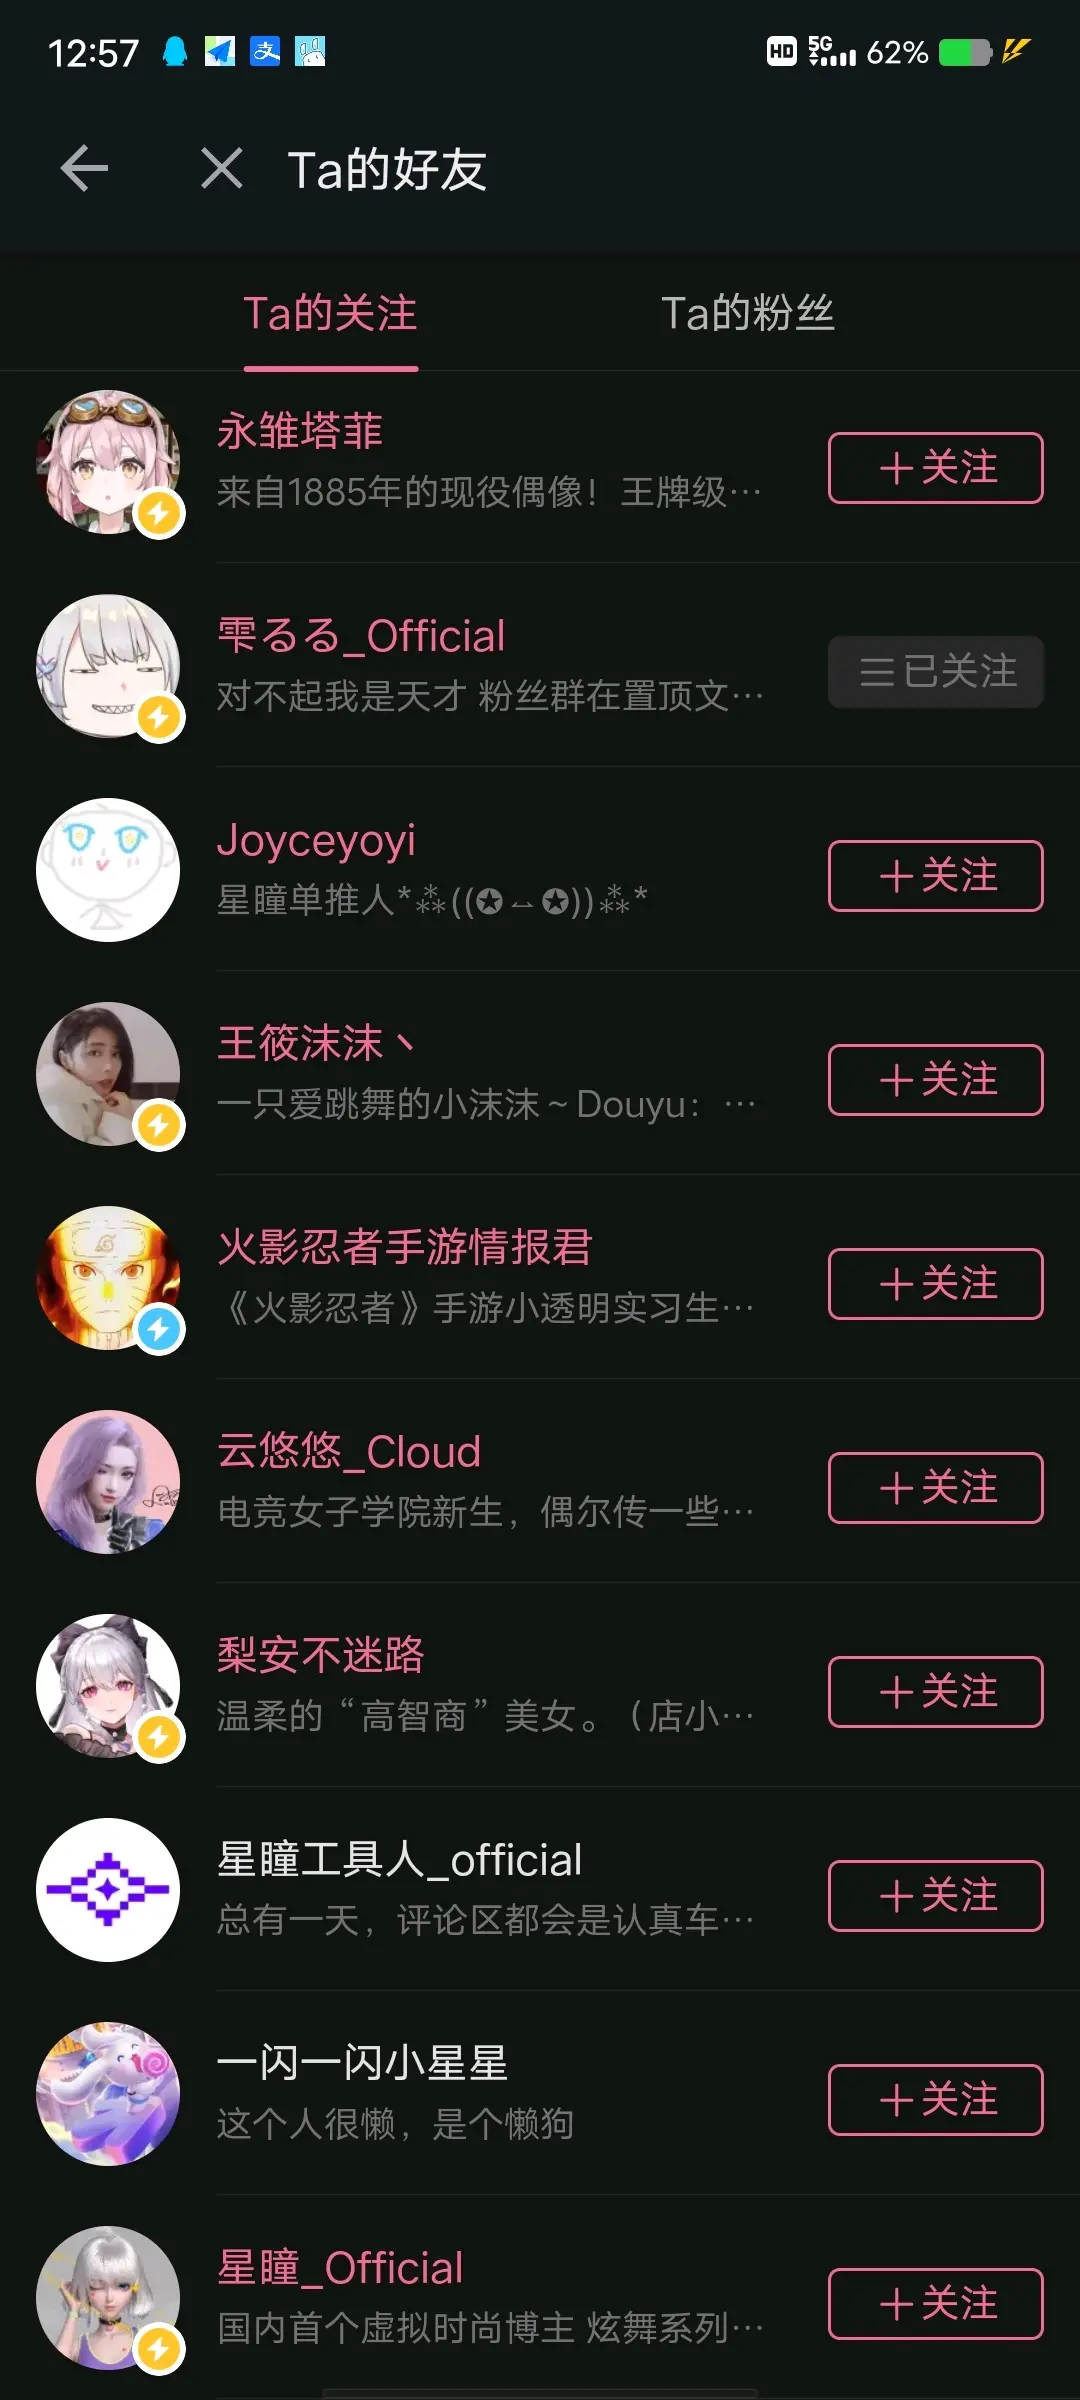 12:57
HD 5G 62%
Ta的好友
Ta的关注
Ta的粉丝
永雏塔菲
来自1885年的现役偶像！王牌级…
＋关注
雫るる_Official
对不起我是天才 粉丝群在置顶文…
三已关注
Joyceyoyi
星瞳单推人*⁂((✪⥎✪))⁂*
＋关注
王筱沫沫丶
一只爱跳舞的小沫沫～Douyu：…
＋关注
火影忍者手游情报君
《火影忍者》手游小透明实习生…
＋关注
云悠悠_Cloud
电竞女子学院新生，偶尔传一些…
＋关注
梨安不迷路
温柔的“高智商”美女。（店小…
＋关注
星瞳工具人_official
总有一天，评论区都会是认真车…
＋关注
一闪一闪小星星
这个人很懒，是个懒狗
＋关注
星瞳_Official
国内首个虚拟时尚博主 炫舞系列…
＋关注